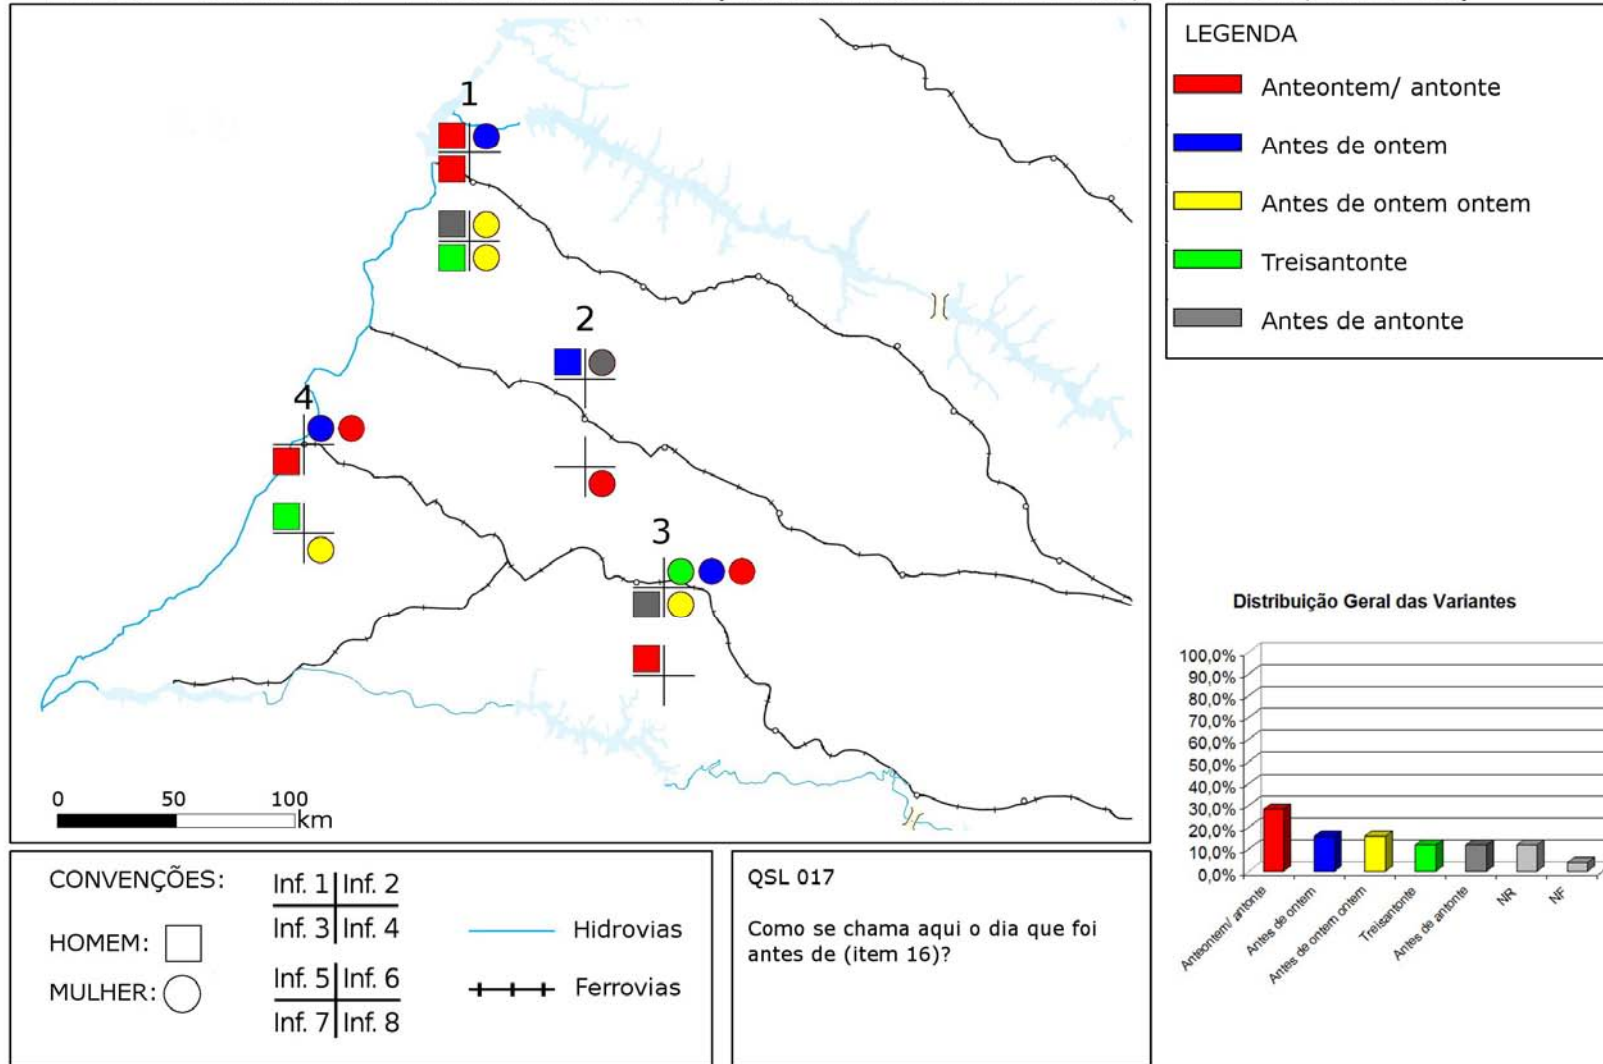 1
2
4
3
0 50 100
km
LEGENDA
Anteontem/ antonte
Antes de ontem
Antes de ontem ontem
Treisantonte
Antes de antonte
Distribuição Geral das Variantes
100,0%
90,0%
80,0%
70,0%
60,0%
50,0%
40,0%
30,0%
20,0%
10,0%
0,0%
Anteontem/ antonte
Antes de ontem
Antes de ontem ontem
Treisantonte
Antes de antonte
NR
NF
CONVENÇÕES:
HOMEM:
MULHER:
Inf. 1 Inf. 2
Inf. 3 Inf. 4
Inf. 5 Inf. 6
Inf. 7 Inf. 8
Hidrovias
Ferrovias
QSL 017
Como se chama aqui o dia que foi
antes de (item 16)?